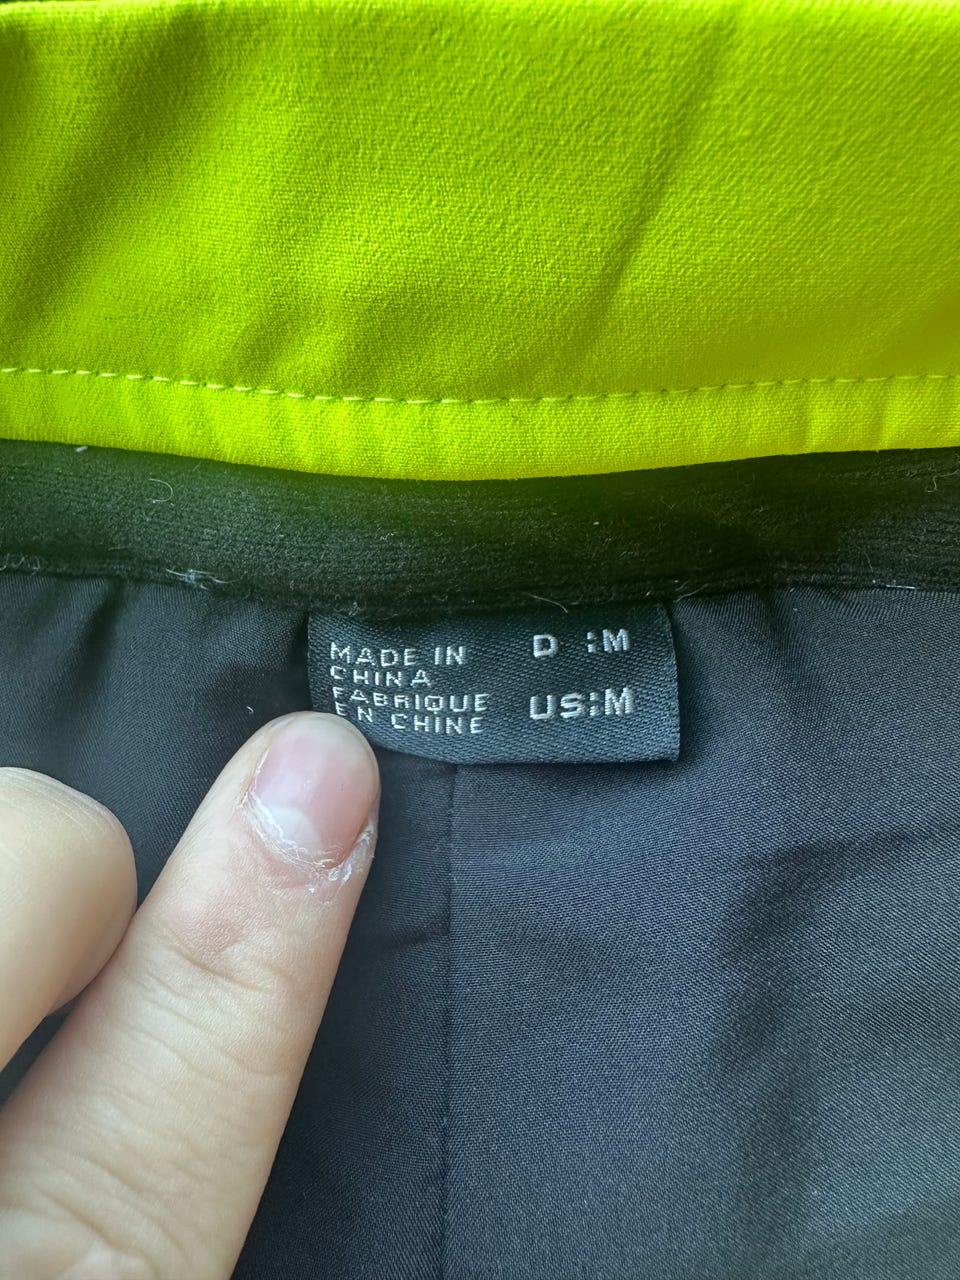 MADE IN
CHINA
FABRIQUE
EN CHINE
D :M
US:M